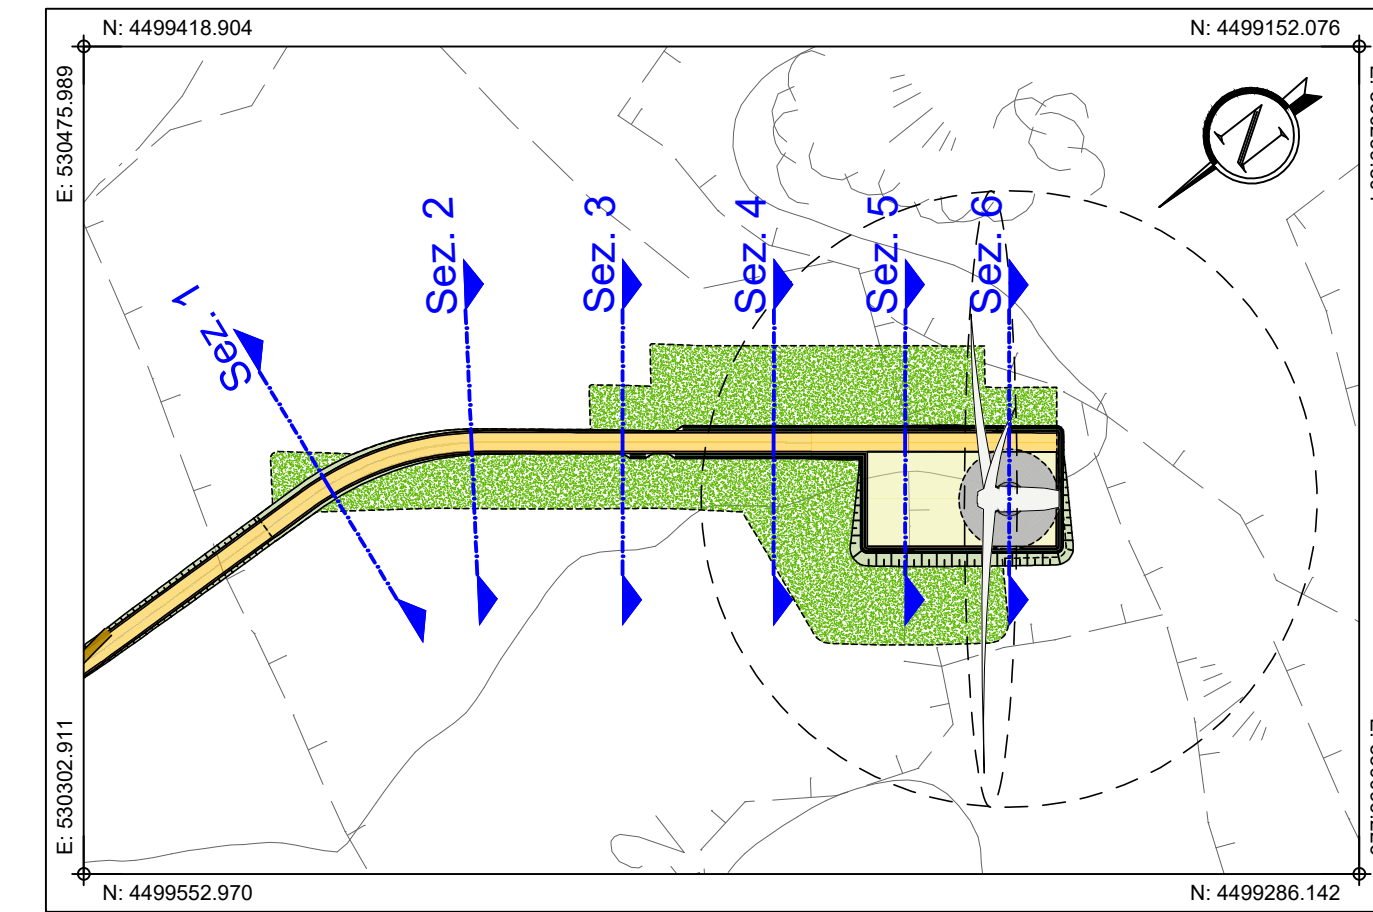 N: 4499418.904
N: 4499152.076
E: 530475.989
N
Sez. 1
Sez. 2
Sez. 3
Sez. 4
Sez. 5
Sez. 6
E: 530302.911
N: 4499552.970
N: 4499286.142